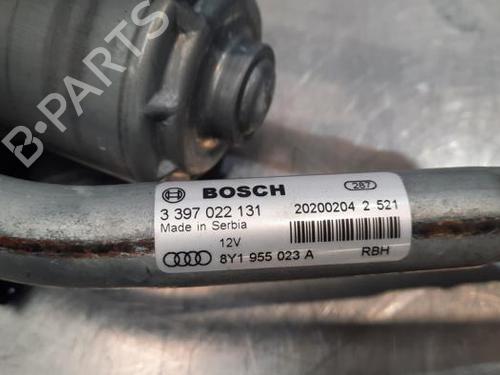 B-PARTS
BOSCH
287
3 397 022 131
20200204 2 521
Made in Serbia
12V
8Y1 955 023 A
RBH